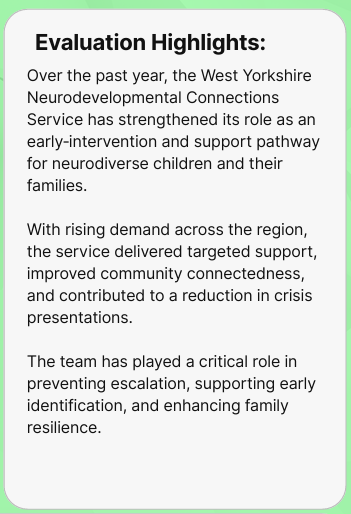 Evaluation Highlights:
Over the past year, the West Yorkshire
Neurodevelopmental Connections
Service has strengthened its role as an
early-intervention and support pathway
for neurodiverse children and their
families.
With rising demand across the region,
the service delivered targeted support,
improved community connectedness,
and contributed to a reduction in crisis
presentations.
The team has played a critical role in
preventing escalation, supporting early
identification, and enhancing family
resilience.